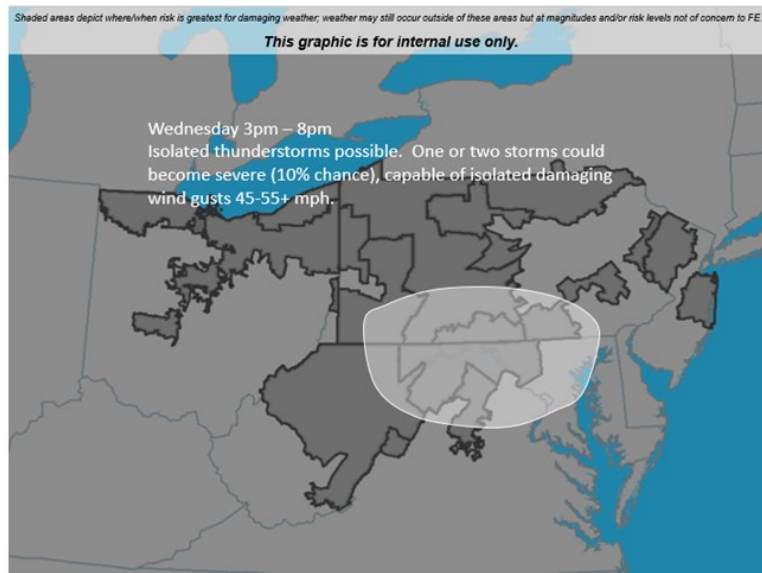 Shaded areas depict where/when risk is greatest for damaging weather; weather may still occur outside of these areas but at magnitudes and/or risk levels not of concern to FE.
This graphic is for internal use only.
Wednesday 3pm – 8pm
Isolated thunderstorms possible.  One or two storms could
become severe (10% chance), capable of isolated damaging
wind gusts 45-55+ mph.